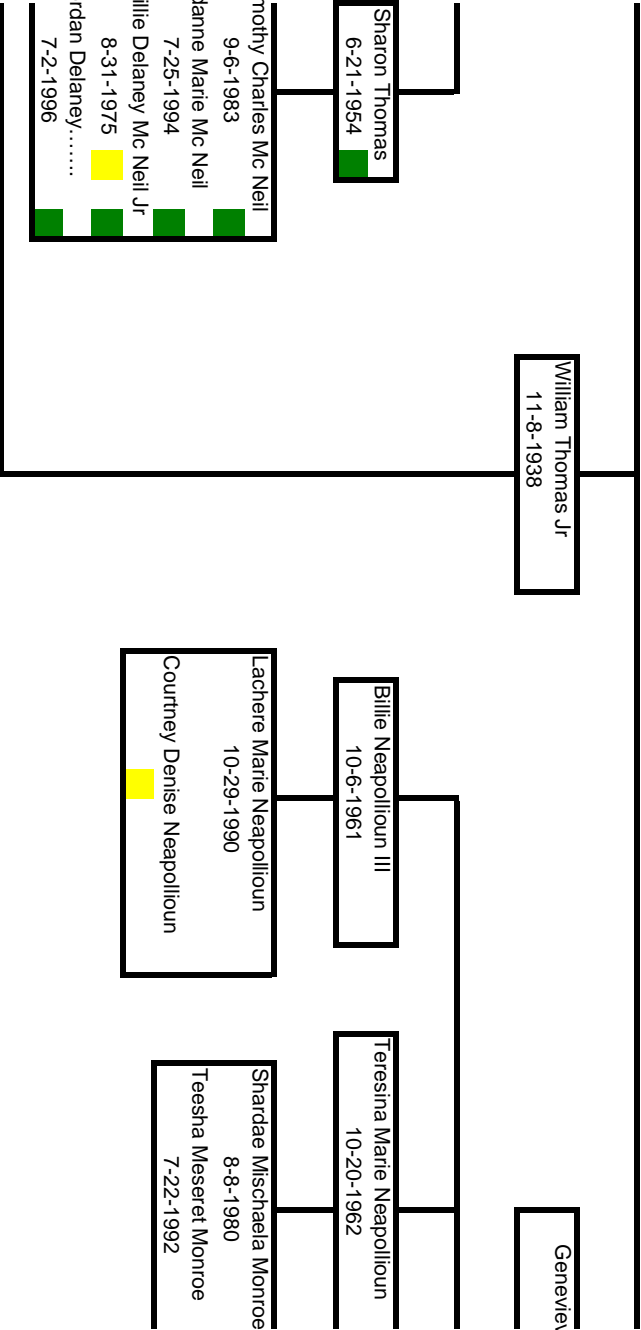 William Thomas Jr
11-8-1938
Geneviev
Sharon Thomas
6-21-1954
Billie Neapollioun III
10-6-1961
Teresina Marie Neapollioun
10-20-1962
mothy Charles Mc Neil
9-6-1983
danne Marie Mc Neil
7-25-1994
illie Delaney Mc Neil Jr
8-31-1975
rdan Delaney.......
7-2-1996
Lachere Marie Neapollioun
10-29-1990
Courtney Denise Neapollioun
Shardae Mischaela Monroe
8-8-1980
Teesha Meseret Monroe
7-22-1992